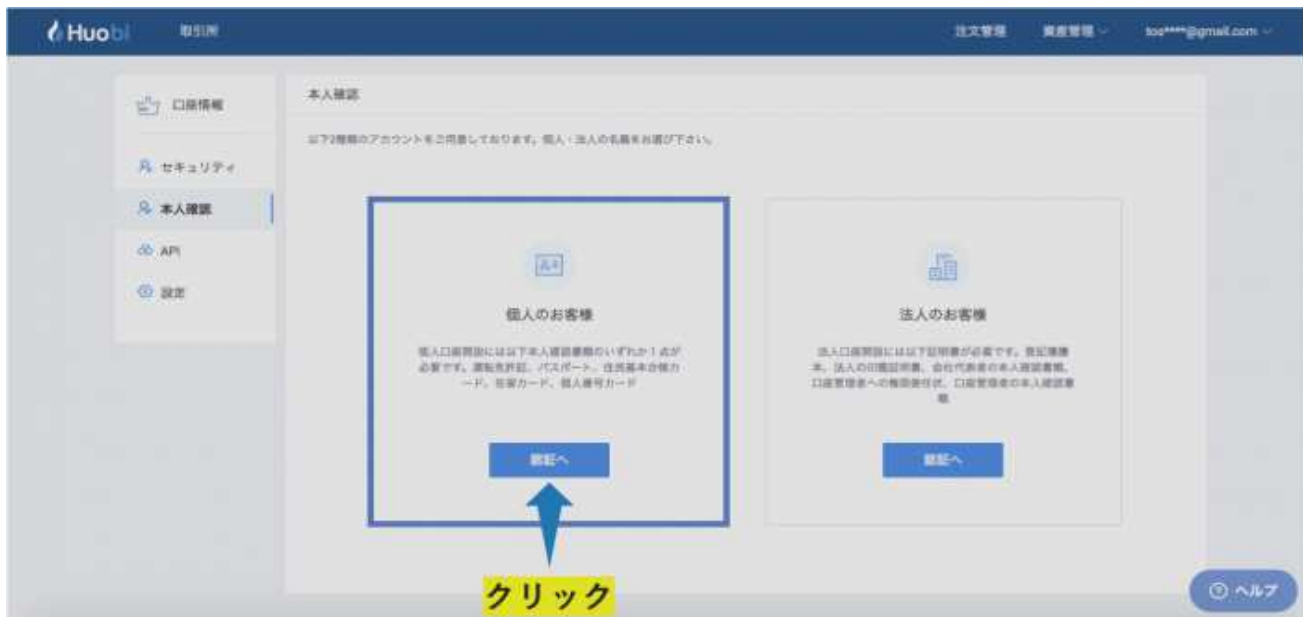 Huobi 取引所 注文管理 資産管理 tos****@gmail.com
口座情報
セキュリティ
本人確認
API
設定
本人確認
以下2種類のアカウントをご用意しております。個人・法人の名義をお選び下さい。
個人のお客様
個人口座開設には以下本人確認書類のいずれか1点が
必要です。運転免許証、パスポート、住民基本台帳カ
ード、在留カード、個人番号カード
認証へ
法人のお客様
法人口座開設には以下証明書が必要です。登記簿謄
本、法人の印鑑証明書、会社代表者の本人確認書類、
口座管理者への権限委任状、口座管理者の本人確認書
類
認証へ
クリック
ヘルプ